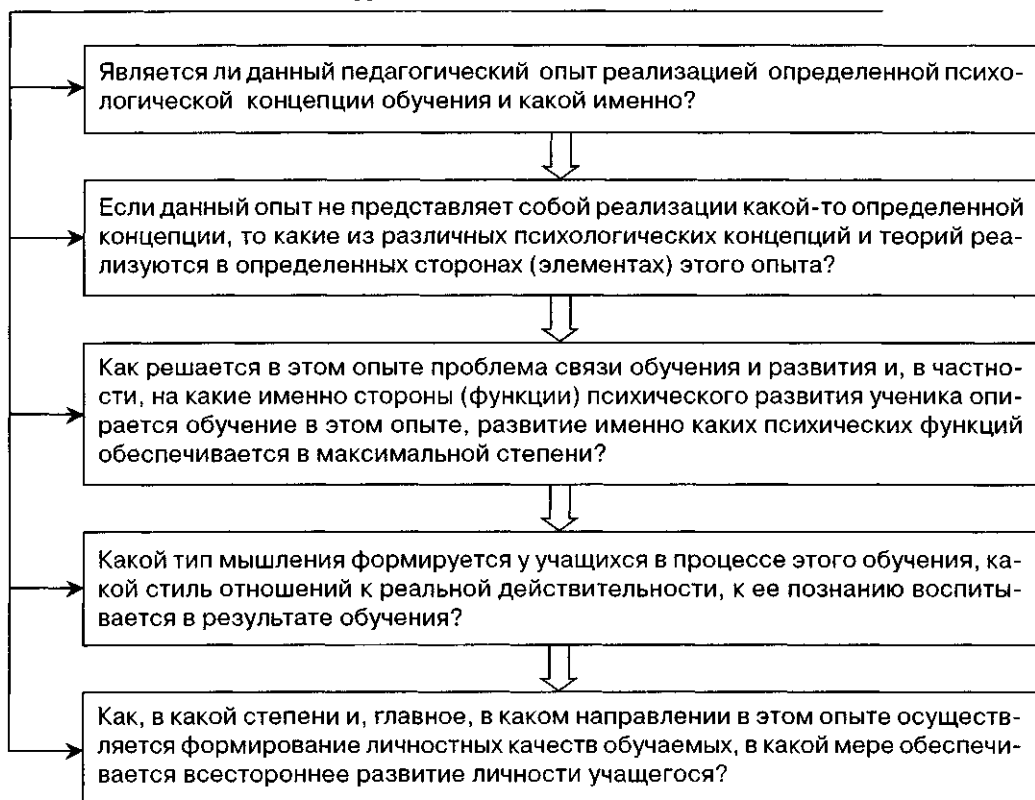 Является ли данный педагогический опыт реализацией определенной психо-
логической концепции обучения и какой именно?
Если данный опыт не представляет собой реализации какой-то определенной
концепции, то какие из различных психологических концепций и теорий реа-
лизуются в определенных сторонах (элементах) этого опыта?
Как решается в этом опыте проблема связи обучения и развития и, в частно-
сти, на какие именно стороны (функции) психического развития ученика опи-
рается обучение в этом опыте, развитие именно каких психических функций
обеспечивается в максимальной степени?
Какой тип мышления формируется у учащихся в процессе этого обучения, ка-
кой стиль отношений к реальной действительности, к ее познанию воспиты-
вается в результате обучения?
Как, в какой степени и, главное, в каком направлении в этом опыте осуществ-
ляется формирование личностных качеств обучаемых, в какой мере обеспечи-
вается всестороннее развитие личности учащегося?